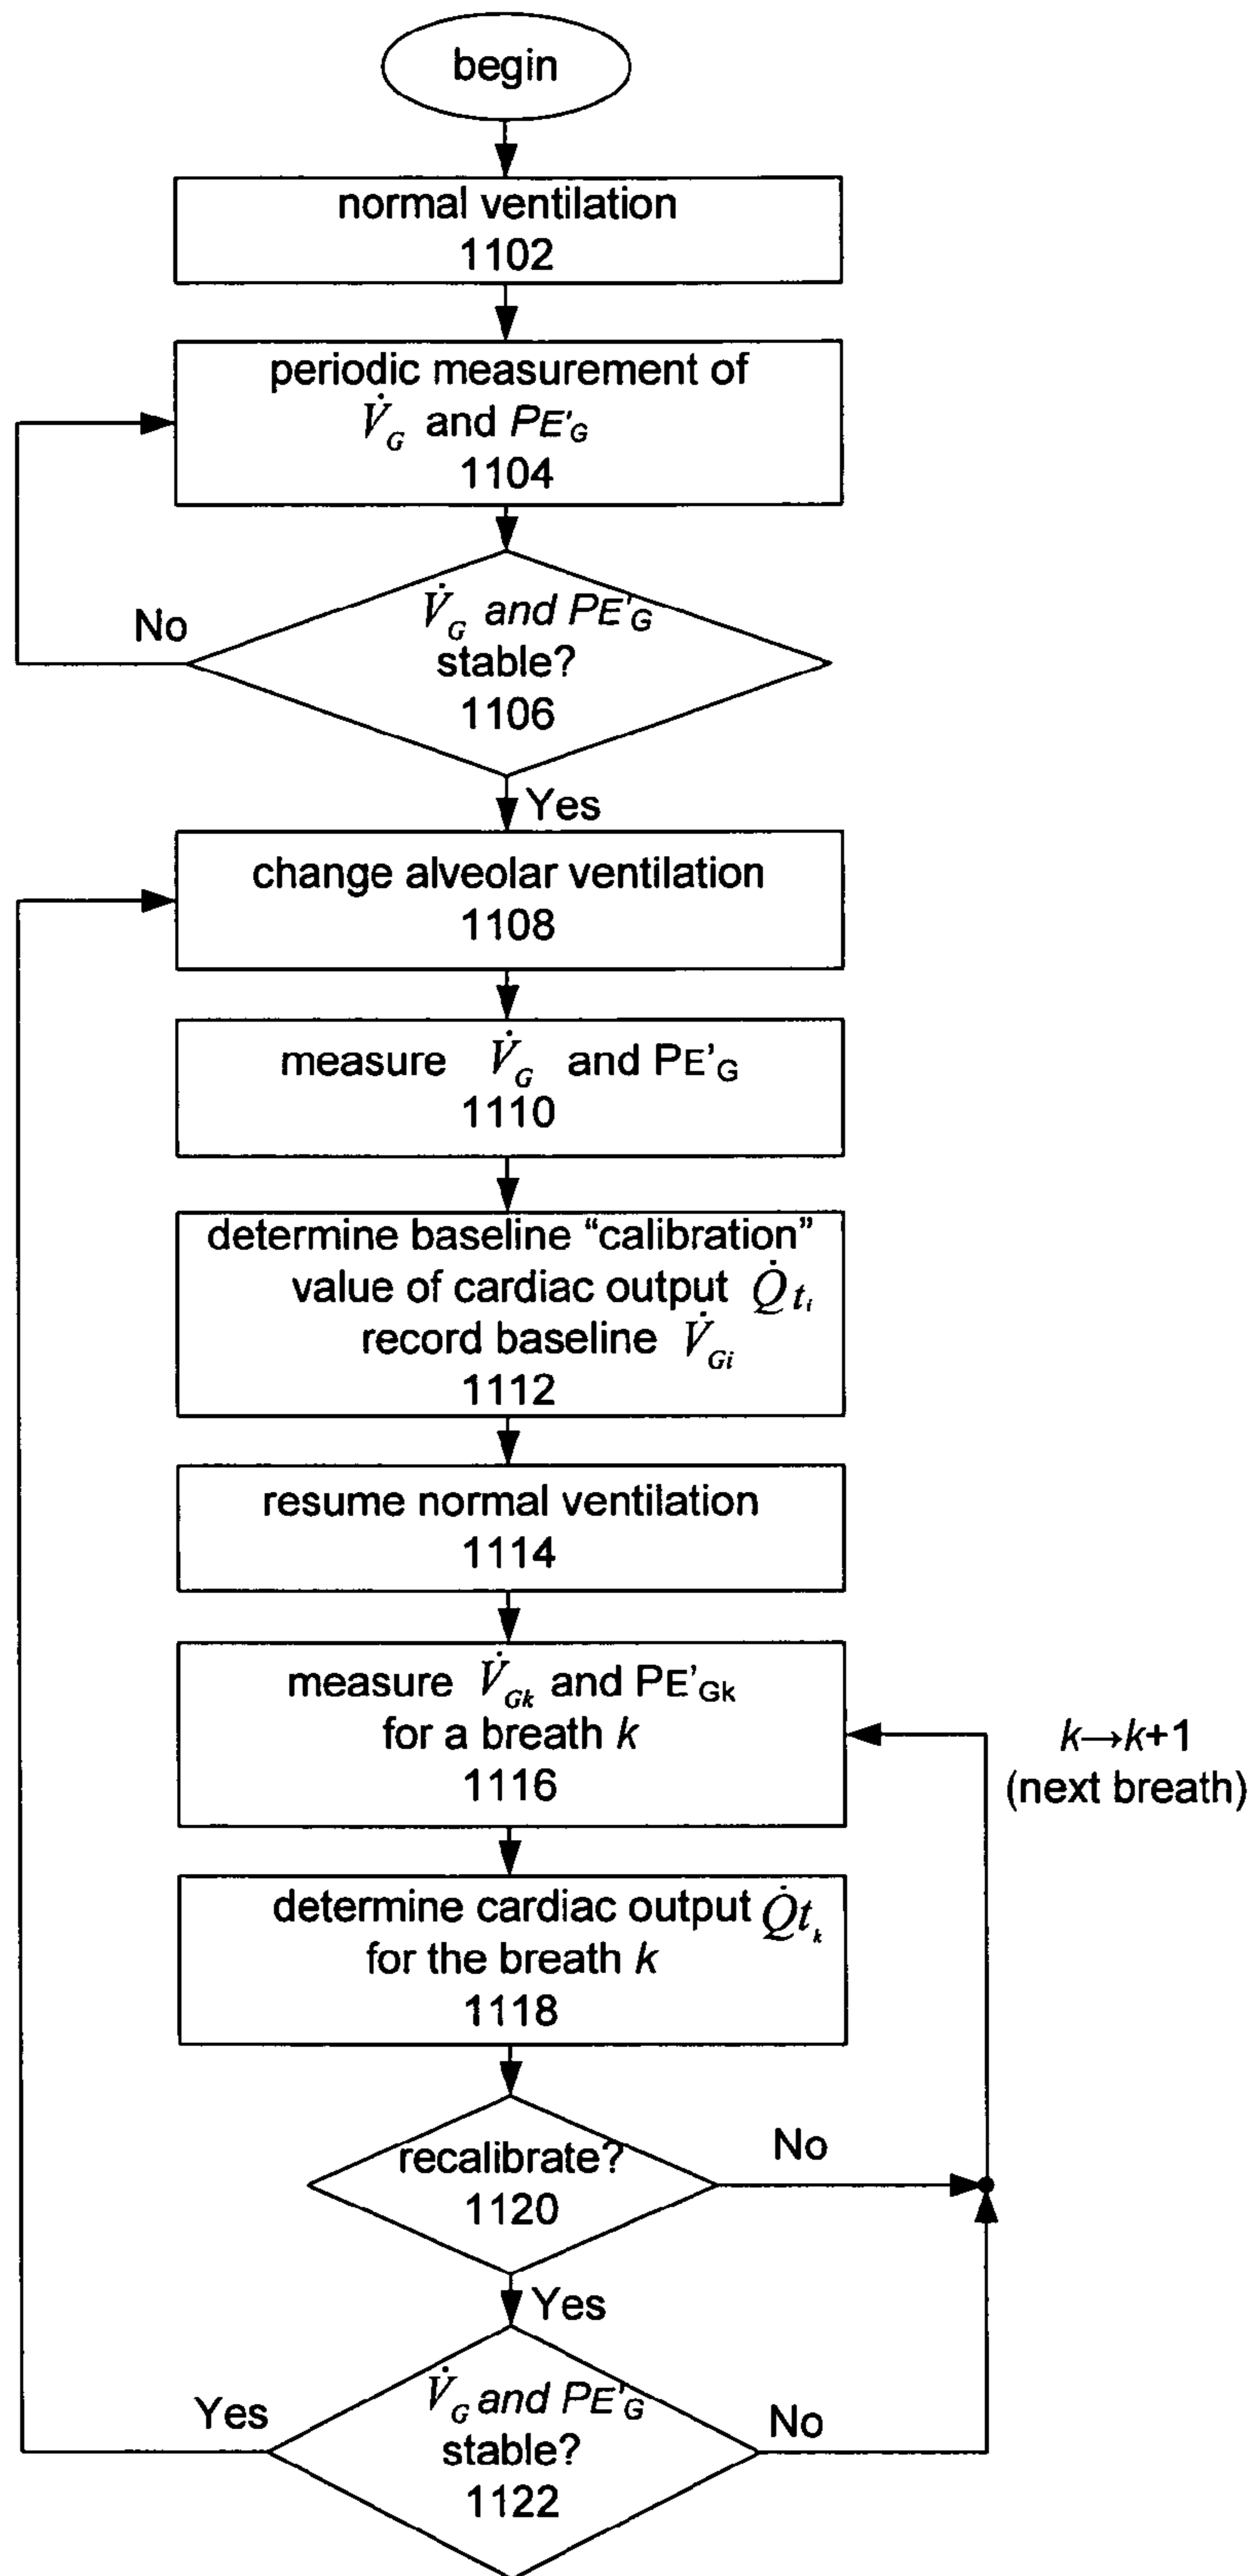 begin
normal ventilation
1102
periodic measurement of
V̇G and PE'G
1104
V̇G and PE'G
stable?
1106
No
Yes
change alveolar ventilation
1108
measure V̇G and PE'G
1110
determine baseline “calibration”
value of cardiac output Q̇ti
record baseline V̇Gi
1112
resume normal ventilation
1114
measure V̇Gk and PE’Gk
for a breath k
1116
k→k+1
(next breath)
determine cardiac output Q̇tk
for the breath k
1118
recalibrate?
1120
No
Yes
V̇G and PE'G
stable?
1122
Yes
No